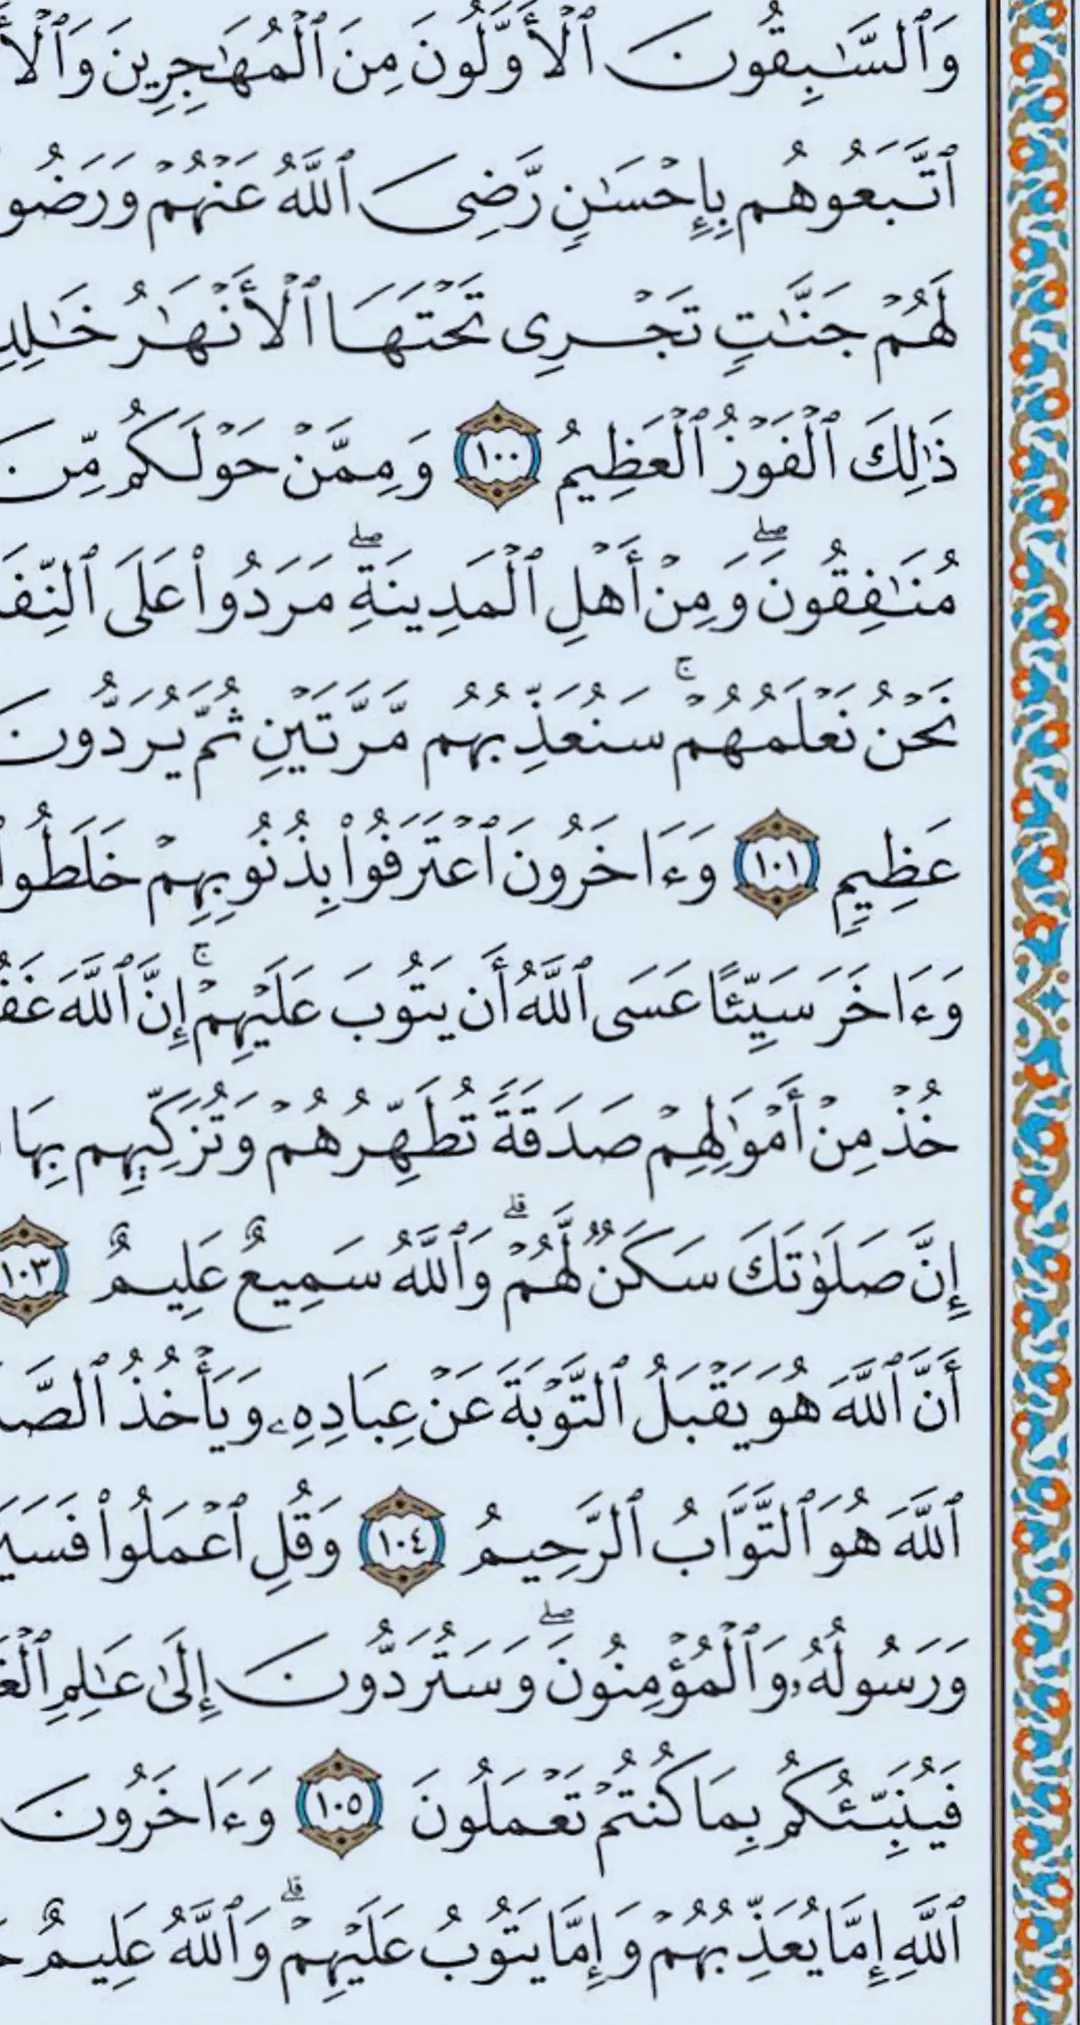 وَٱلسَّـٰبِقُونَ ٱلْأَوَّلُونَ مِنَ ٱلْمُهَـٰجِرِينَ
ٱتَّبَعُوهُم بِإِحْسَـٰنٍ رَّضِىَ ٱللَّهُ عَنْهُمْ وَرَضُو
لَهُمْ جَنَّـٰتٍ تَجْرِى تَحْتَهَا ٱلْأَنْهَـٰرُ خَـٰلِدِ
ذَٰلِكَ ٱلْفَوْزُ ٱلْعَظِيمُ ١٠٠ وَمِمَّنْ حَوْلَكُم مِّنَ
مُنَـٰفِقُونَ ۖ وَمِنْ أَهْلِ ٱلْمَدِينَةِ ۖ مَرَدُوا۟ عَلَى ٱلنِّفَ
نَحْنُ نَعْلَمُهُمْ ۚ سَنُعَذِّبُهُم مَّرَّتَيْنِ ثُمَّ يُرَدُّونَ
عَظِيمٍ ١٠١ وَءَاخَرُونَ ٱعْتَرَفُوا۟ بِذُنُوبِهِمْ خَلَطُوا۟
وَءَاخَرَ سَيِّئًا عَسَى ٱللَّهُ أَن يَتُوبَ عَلَيْهِمْ ۚ إِنَّ ٱللَّهَ غَفُ
خُذْ مِنْ أَمْوَٰلِهِمْ صَدَقَةً تُطَهِّرُهُمْ وَتُزَكِّيهِم بِهَا
إِنَّ صَلَوٰتَكَ سَكَنٌ لَّهُمْ ۗ وَٱللَّهُ سَمِيعٌ عَلِيمٌ ١٠٣
أَنَّ ٱللَّهَ هُوَ يَقْبَلُ ٱلتَّوْبَةَ عَنْ عِبَادِهِۦ وَيَأْخُذُ ٱلصَّ
ٱللَّهَ هُوَ ٱلتَّوَّابُ ٱلرَّحِيمُ ١٠٤ وَقُلِ ٱعْمَلُوا۟ فَسَيَ
وَرَسُولُهُۥ وَٱلْمُؤْمِنُونَ ۖ وَسَتُرَدُّونَ إِلَىٰ عَـٰلِمِ ٱلْغَ
فَيُنَبِّئُكُم بِمَا كُنتُمْ تَعْمَلُونَ ١٠٥ وَءَاخَرُونَ
ٱللَّهِ إِمَّا يُعَذِّبُهُمْ وَإِمَّا يَتُوبُ عَلَيْهِمْ ۗ وَٱللَّهُ عَلِيمٌ